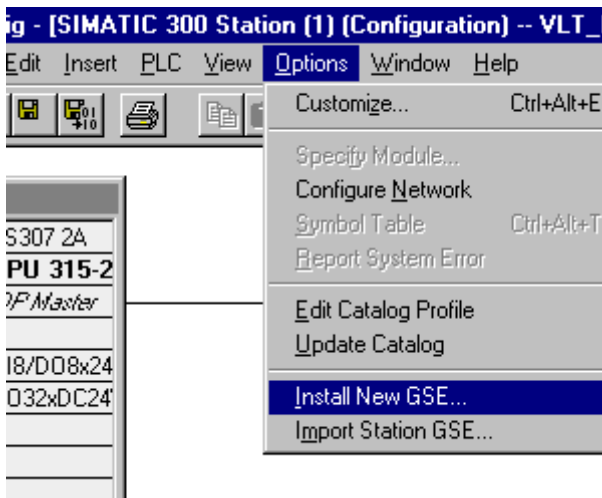 ig - [SIMATIC 300 Station (1) (Configuration) -- VLT_
Edit Insert PLC View Options Window Help
Customize... Ctrl+Alt+E
Specify Module...
Configure Network
Symbol Table Ctrl+Alt+T
Report System Error
Edit Catalog Profile
Update Catalog
Install New GSE...
Import Station GSE...
S307 2A
PU 315-2
DP Master
I8/DO8x24
O32xDC24